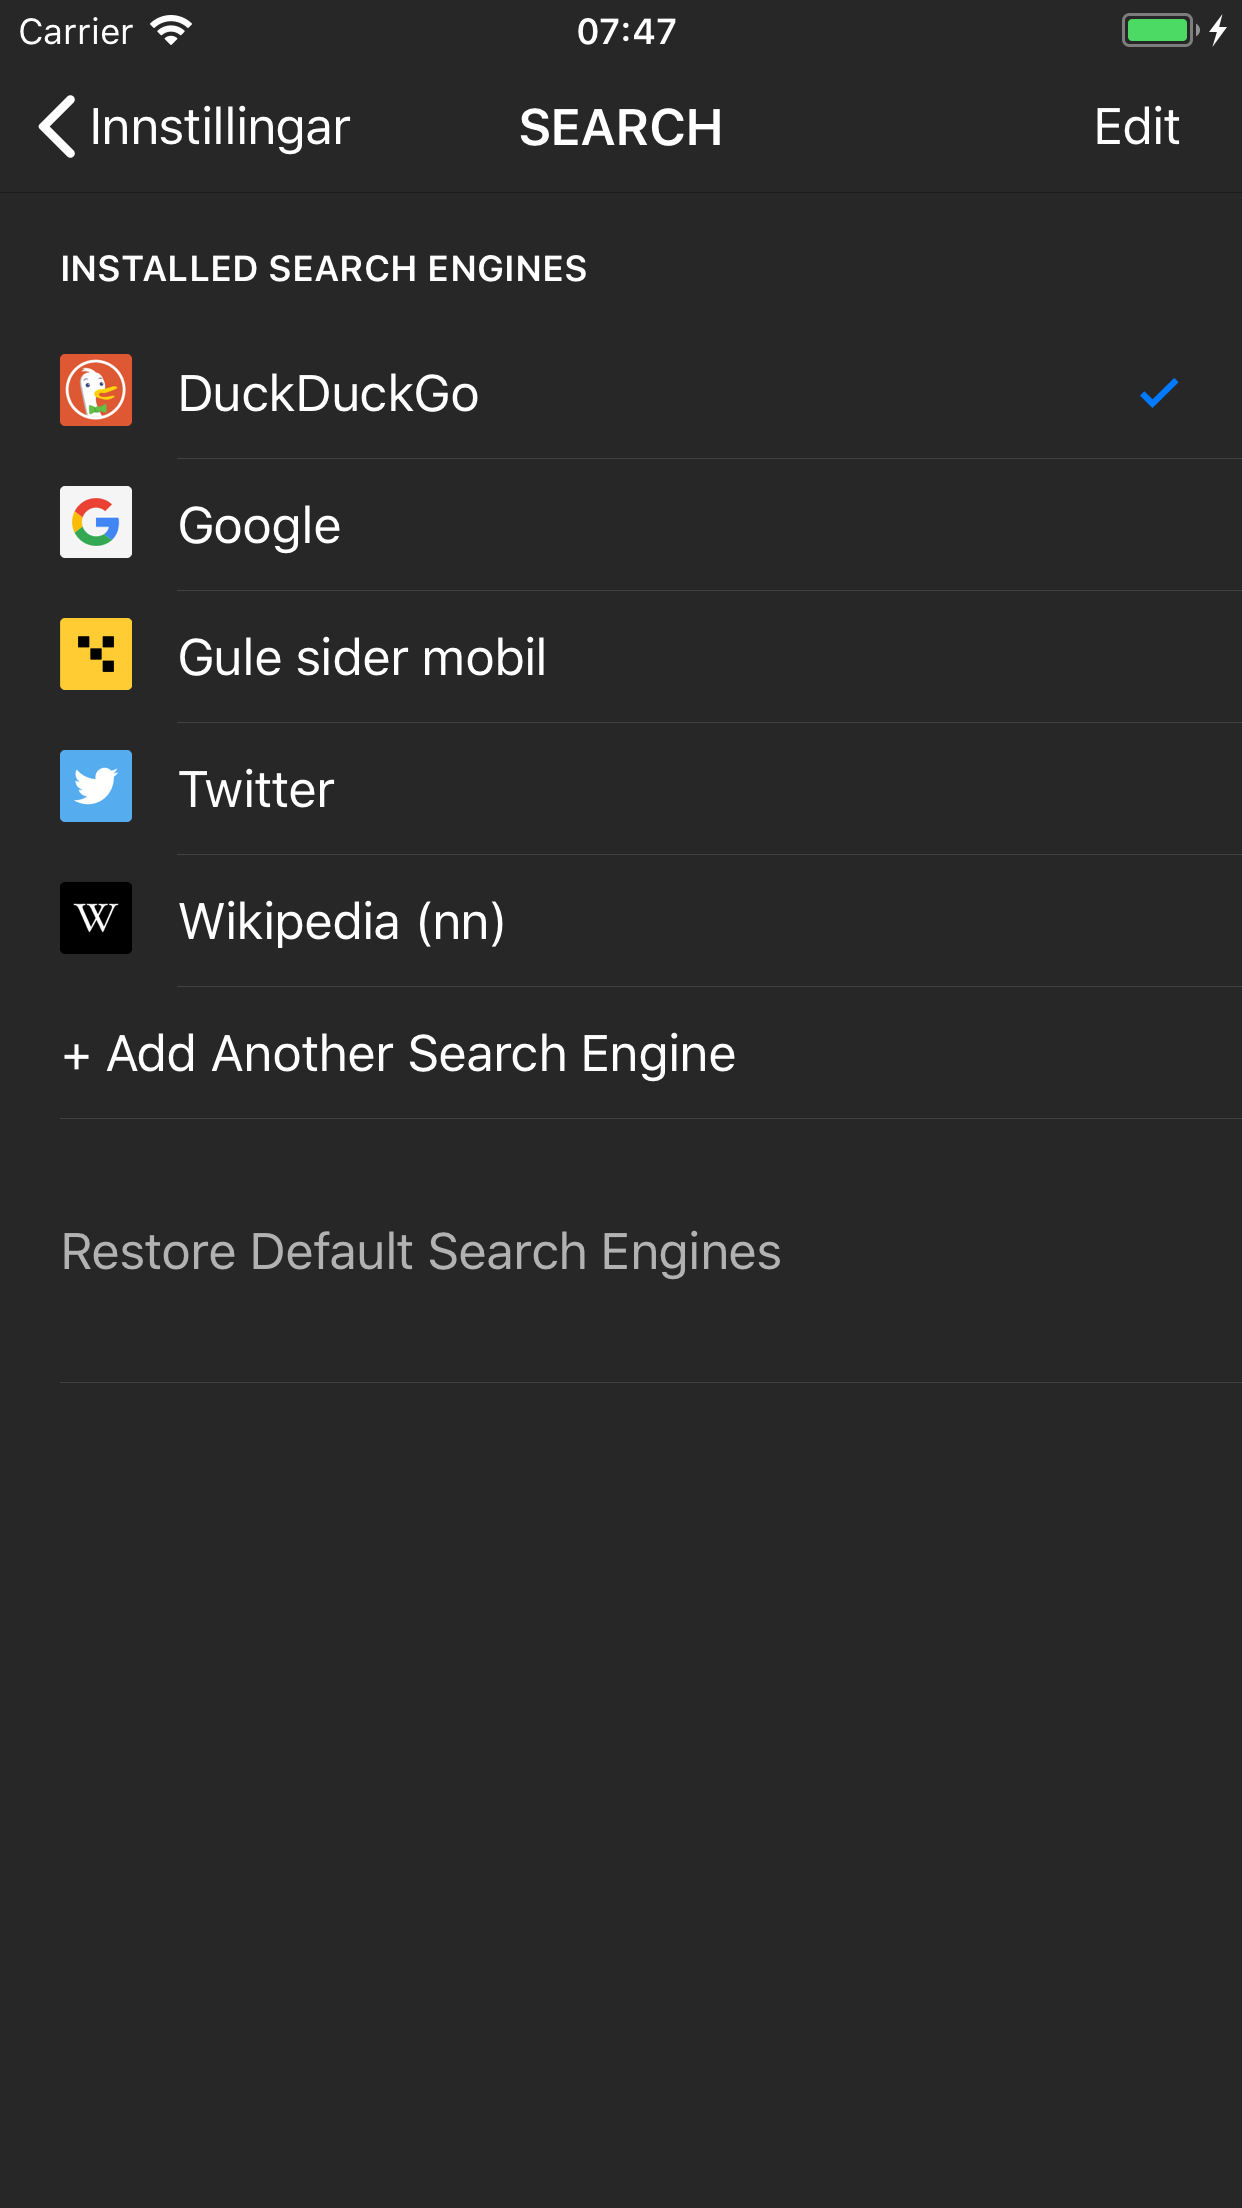 Carrier 07:47
Innstillingar SEARCH Edit
INSTALLED SEARCH ENGINES
DuckDuckGo
Google
Gule sider mobil
Twitter
W Wikipedia (nn)
+ Add Another Search Engine
Restore Default Search Engines